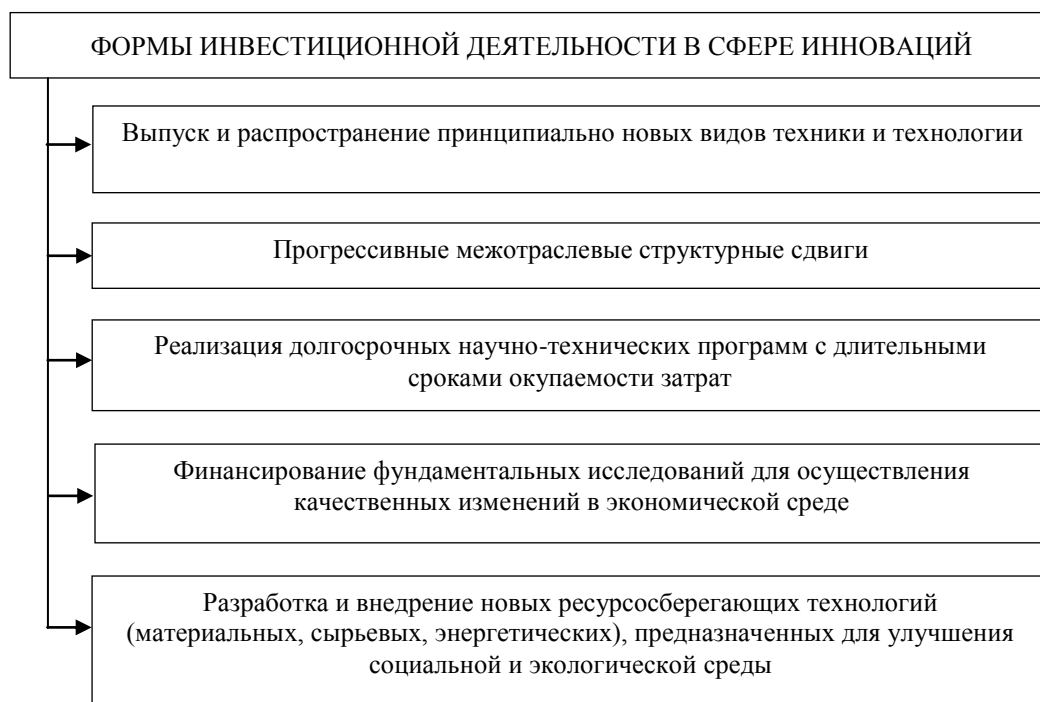 ФОРМЫ ИНВЕСТИЦИОННОЙ ДЕЯТЕЛЬНОСТИ В СФЕРЕ ИННОВАЦИЙ
Выпуск и распространение принципиально новых видов техники и технологии
Прогрессивные межотраслевые структурные сдвиги
Реализация долгосрочных научно-технических программ с длительными
сроками окупаемости затрат
Финансирование фундаментальных исследований для осуществления
качественных изменений в экономической среде
Разработка и внедрение новых ресурсосберегающих технологий
(материальных, сырьевых, энергетических), предназначенных для улучшения
социальной и экологической среды